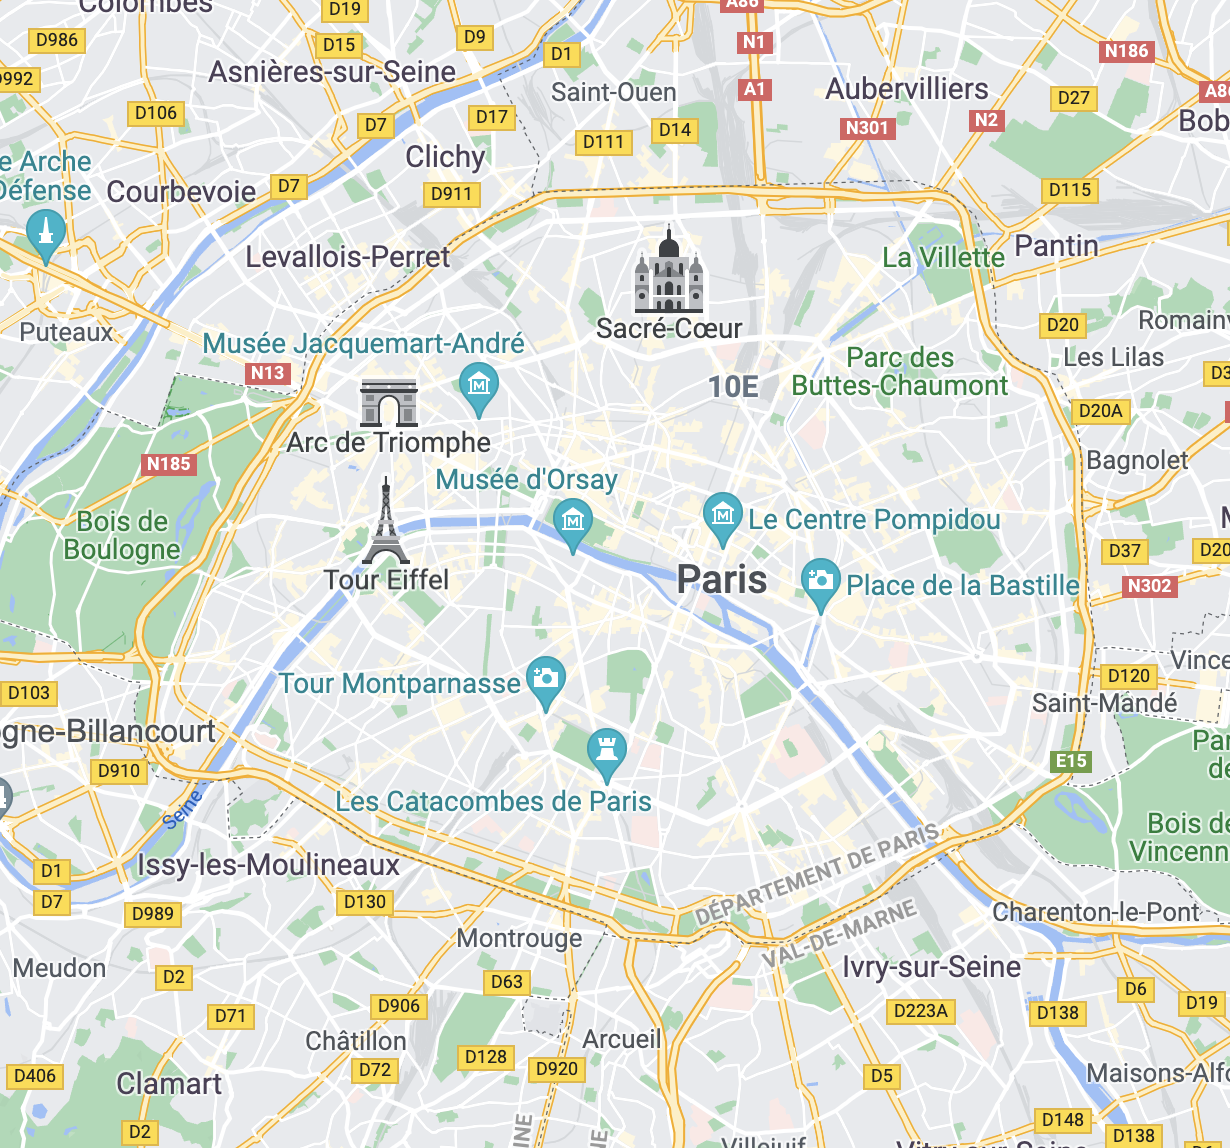 Colombes
D19
A86
D986
D15
D9
D1
N1
N186
D992
Asnières-sur-Seine
Saint-Ouen
A1
Aubervilliers
D27
D106
D7
D17
D111
D14
N301
N2
Bob
Clichy
e Arche
Défense
Courbevoie
D7
D911
D115
Levallois-Perret
La Villette
Pantin
Puteaux
Sacré-Cœur
D20
Romainv
Musée Jacquemart-André
N13
10E
Parc des
Buttes-Chaumont
Les Lilas
D3
Arc de Triomphe
D20A
N185
Bagnolet
Musée d'Orsay
Bois de
Boulogne
Le Centre Pompidou
M
D37
D20
Tour Eiffel
Paris
Place de la Bastille
N302
Tour Montparnasse
D103
Vince
D120
Saint-Mandé
gne-Billancourt
Par
de
D910
E15
Seine
Les Catacombes de Paris
Bois de
Vincenn
Issy-les-Moulineaux
DÉPARTEMENT DE PARIS
VAL-DE-MARNE
D1
D7
D989
D130
Charenton-le-Pont
Montrouge
Meudon
D2
D63
Ivry-sur-Seine
D6
D19
D71
D906
D223A
D138
Châtillon
Arcueil
D406
D72
D128
D920
D5
Maisons-Alfo
Clamart
D2
INE
NE
D148
D138
Villejuif
Vitry-sur-Seine